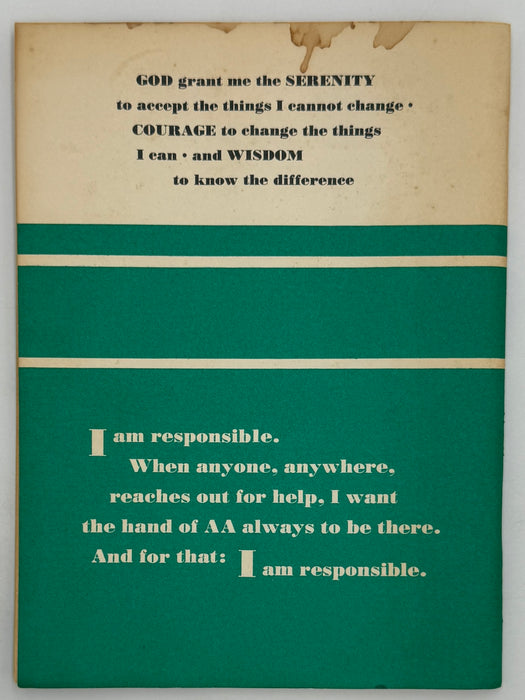 GOD grant me the SERENITY
to accept the things I cannot change •
COURAGE to change the things
I can • and WISDOM
to know the difference
I am responsible.
When anyone, anywhere,
reaches out for help, I want
the hand of AA always to be there.
And for that: I am responsible.